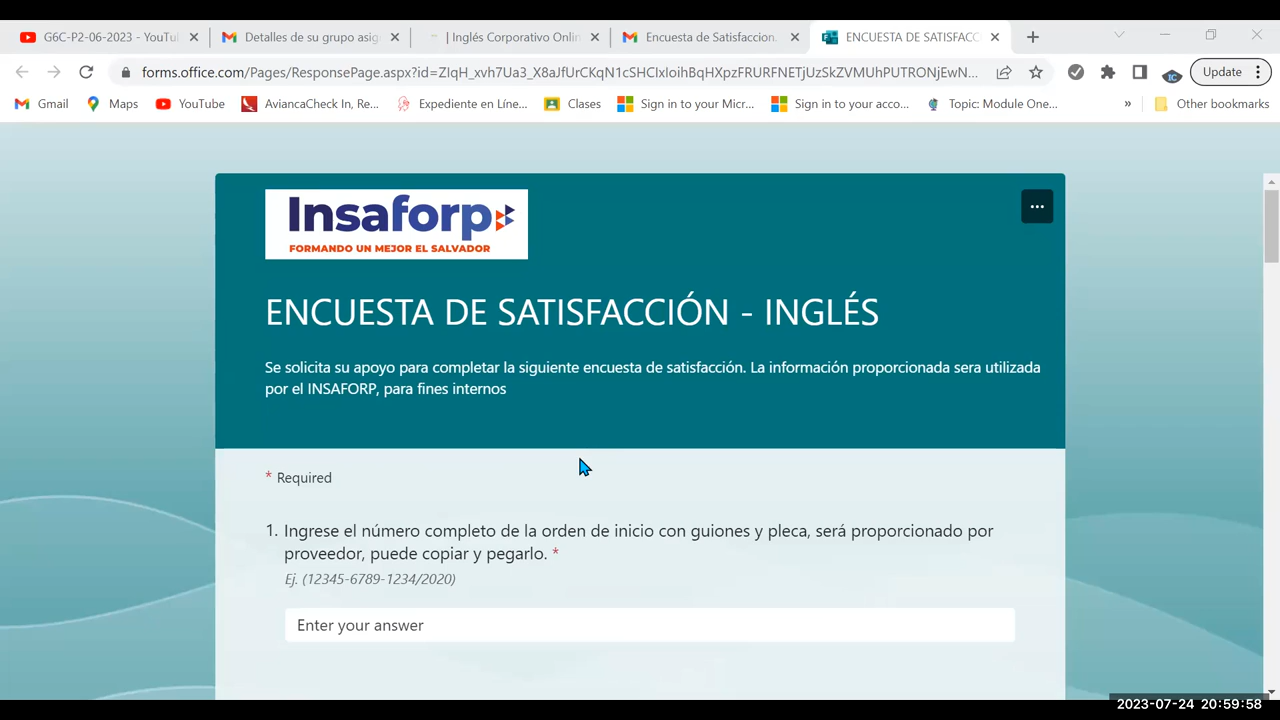 G6C-P2-06-2023 - YouTu
Detalles de su grupo asig
| Inglés Corporativo Onlin
Encuesta de Satisfaccion.
ENCUESTA DE SATISFACC
forms.office.com/Pages/ResponsePage.aspx?id=ZIqH_xvh7Ua3_X8aJfUrCKqN1cSHClxIoihBqHXpzFRURFNETjUzSkZVMUhPUTRONjEwN...
Update
Gmail
Maps
YouTube
AviancaCheck In, Re...
Expediente en Líne...
Clases
Sign in to your Micr...
Sign in to your acco...
Topic: Module One...
»
Other bookmarks
Insaforp
FORMANDO UN MEJOR EL SALVADOR
ENCUESTA DE SATISFACCIÓN - INGLÉS
Se solicita su apoyo para completar la siguiente encuesta de satisfacción. La información proporcionada sera utilizada
por el INSAFORP, para fines internos
* Required
1. Ingrese el número completo de la orden de inicio con guiones y pleca, será proporcionado por
proveedor, puede copiar y pegarlo. *
Ej. (12345-6789-1234/2020)
Enter your answer
2023-07-24 20:59:58